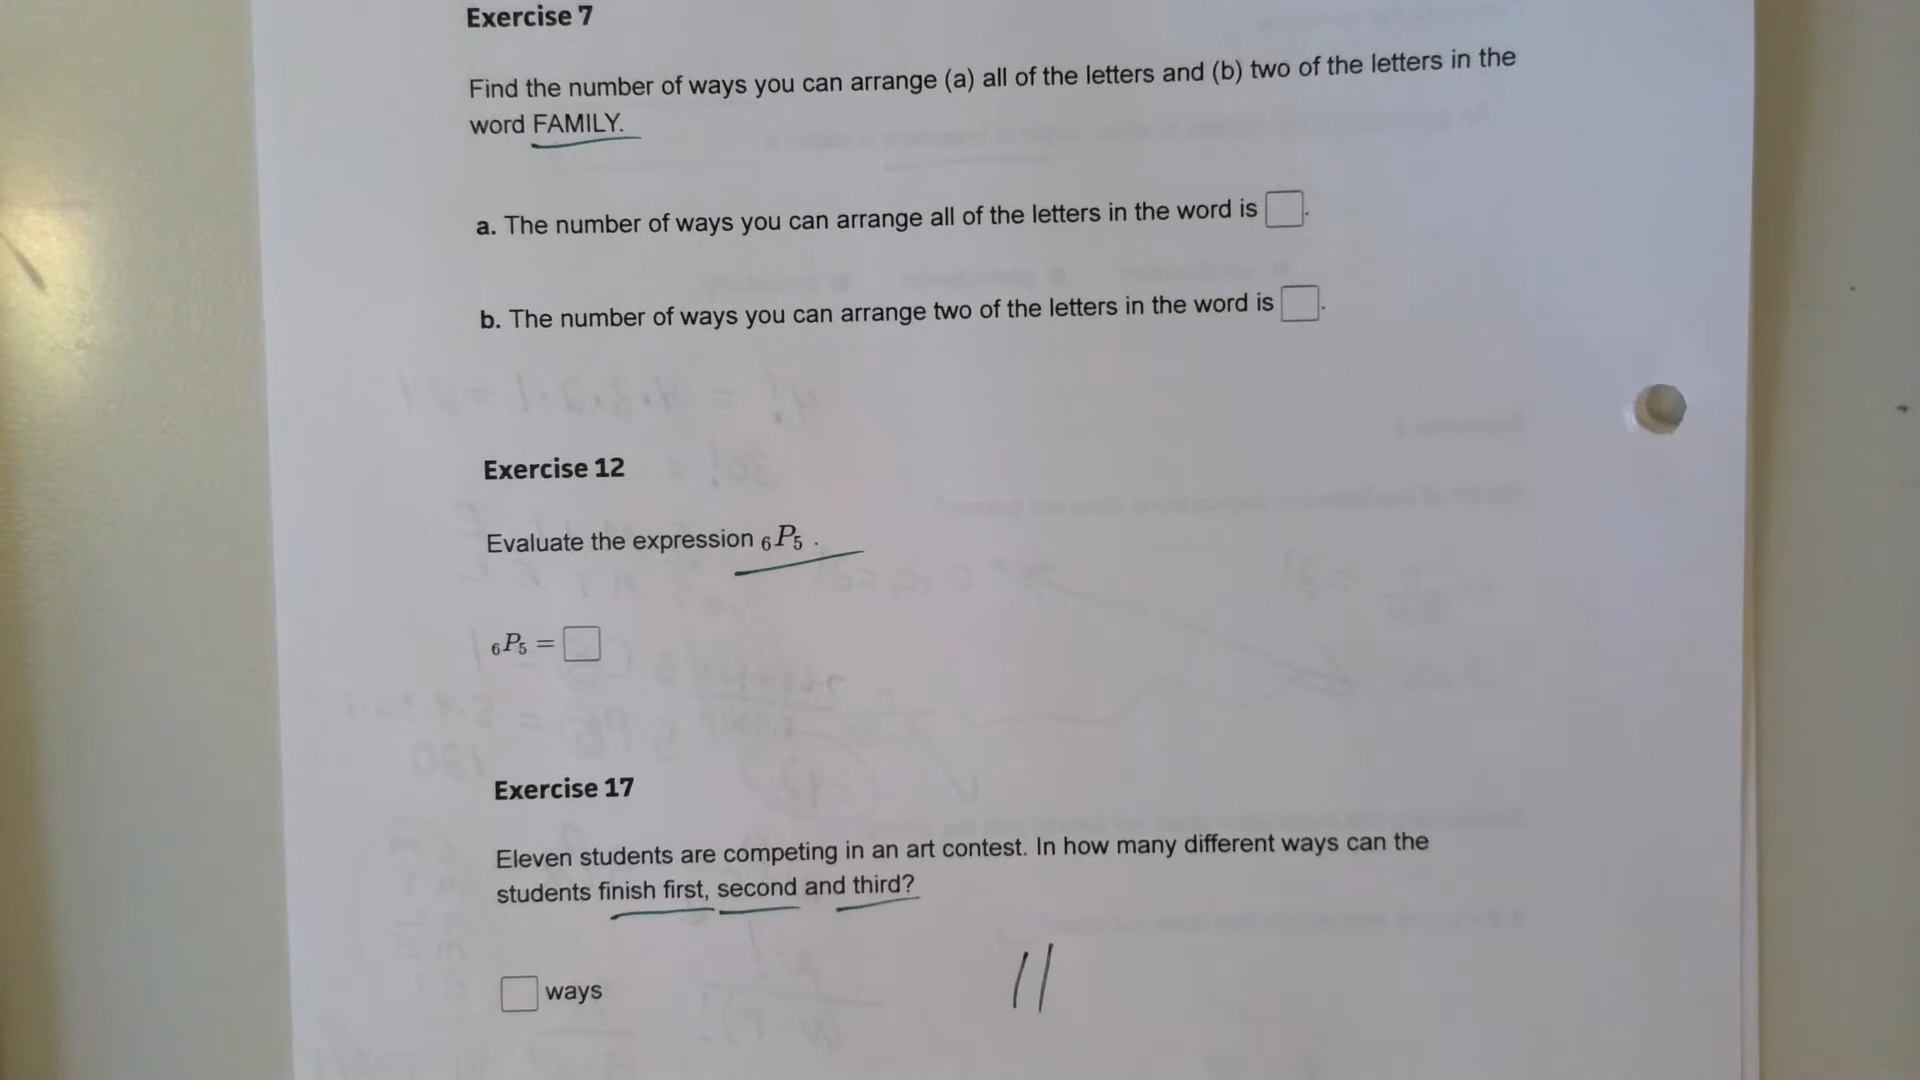 Exercise 7
Find the number of ways you can arrange (a) all of the letters and (b) two of the letters in the
word FAMILY.
a. The number of ways you can arrange all of the letters in the word is □.
b. The number of ways you can arrange two of the letters in the word is □.
Exercise 12
Evaluate the expression ₆P₅ .
₆P₅ = □
Exercise 17
Eleven students are competing in an art contest. In how many different ways can the
students finish first, second and third?
□ ways
11